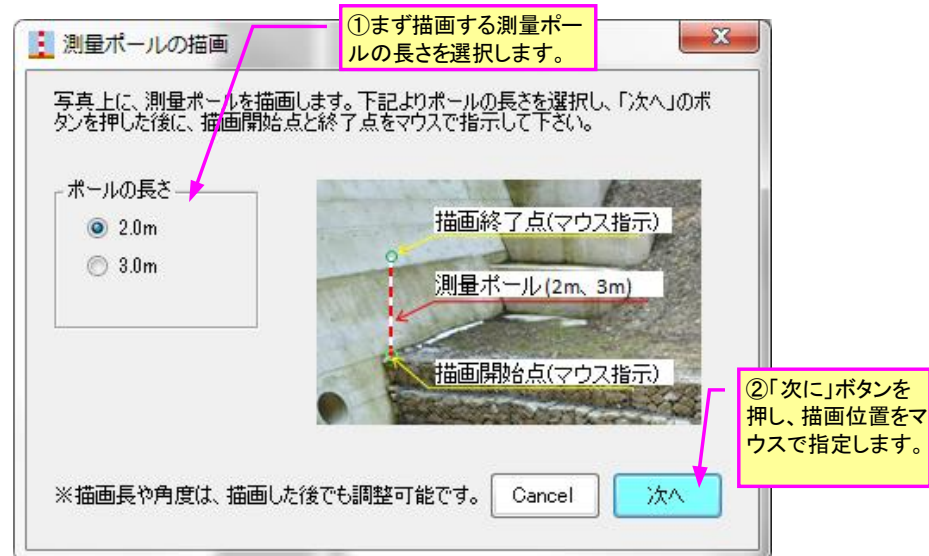 測量ポールの描画
①まず描画する測量ポー
ルの長さを選択します。
写真上に、測量ポールを描画します。下記よりポールの長さを選択し、「次へ」のボ
タンを押した後に、描画開始点と終了点をマウスで指示して下さい。
ポールの長さ
2.0m
3.0m
描画終了点(マウス指示)
測量ポール(2m、3m)
描画開始点(マウス指示)
②「次に」ボタンを
押し、描画位置をマ
ウスで指定します。
※描画長や角度は、描画した後でも調整可能です。
Cancel
次へ